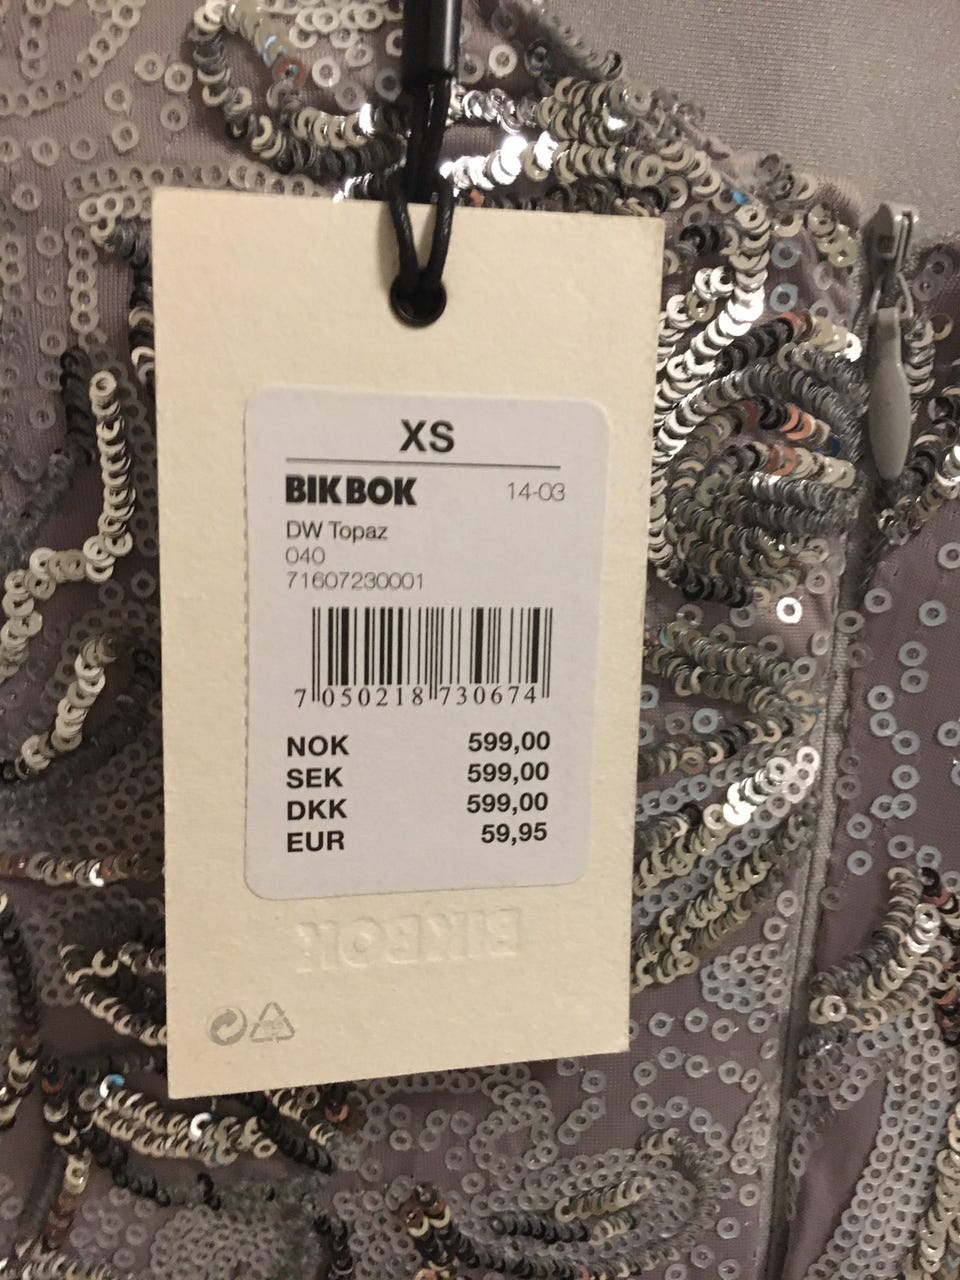 XS
BIKBOK 14-03
DW Topaz
040
71607230001
7 050218 730674
NOK 599,00
SEK 599,00
DKK 599,00
EUR 59,95
BIKBOK